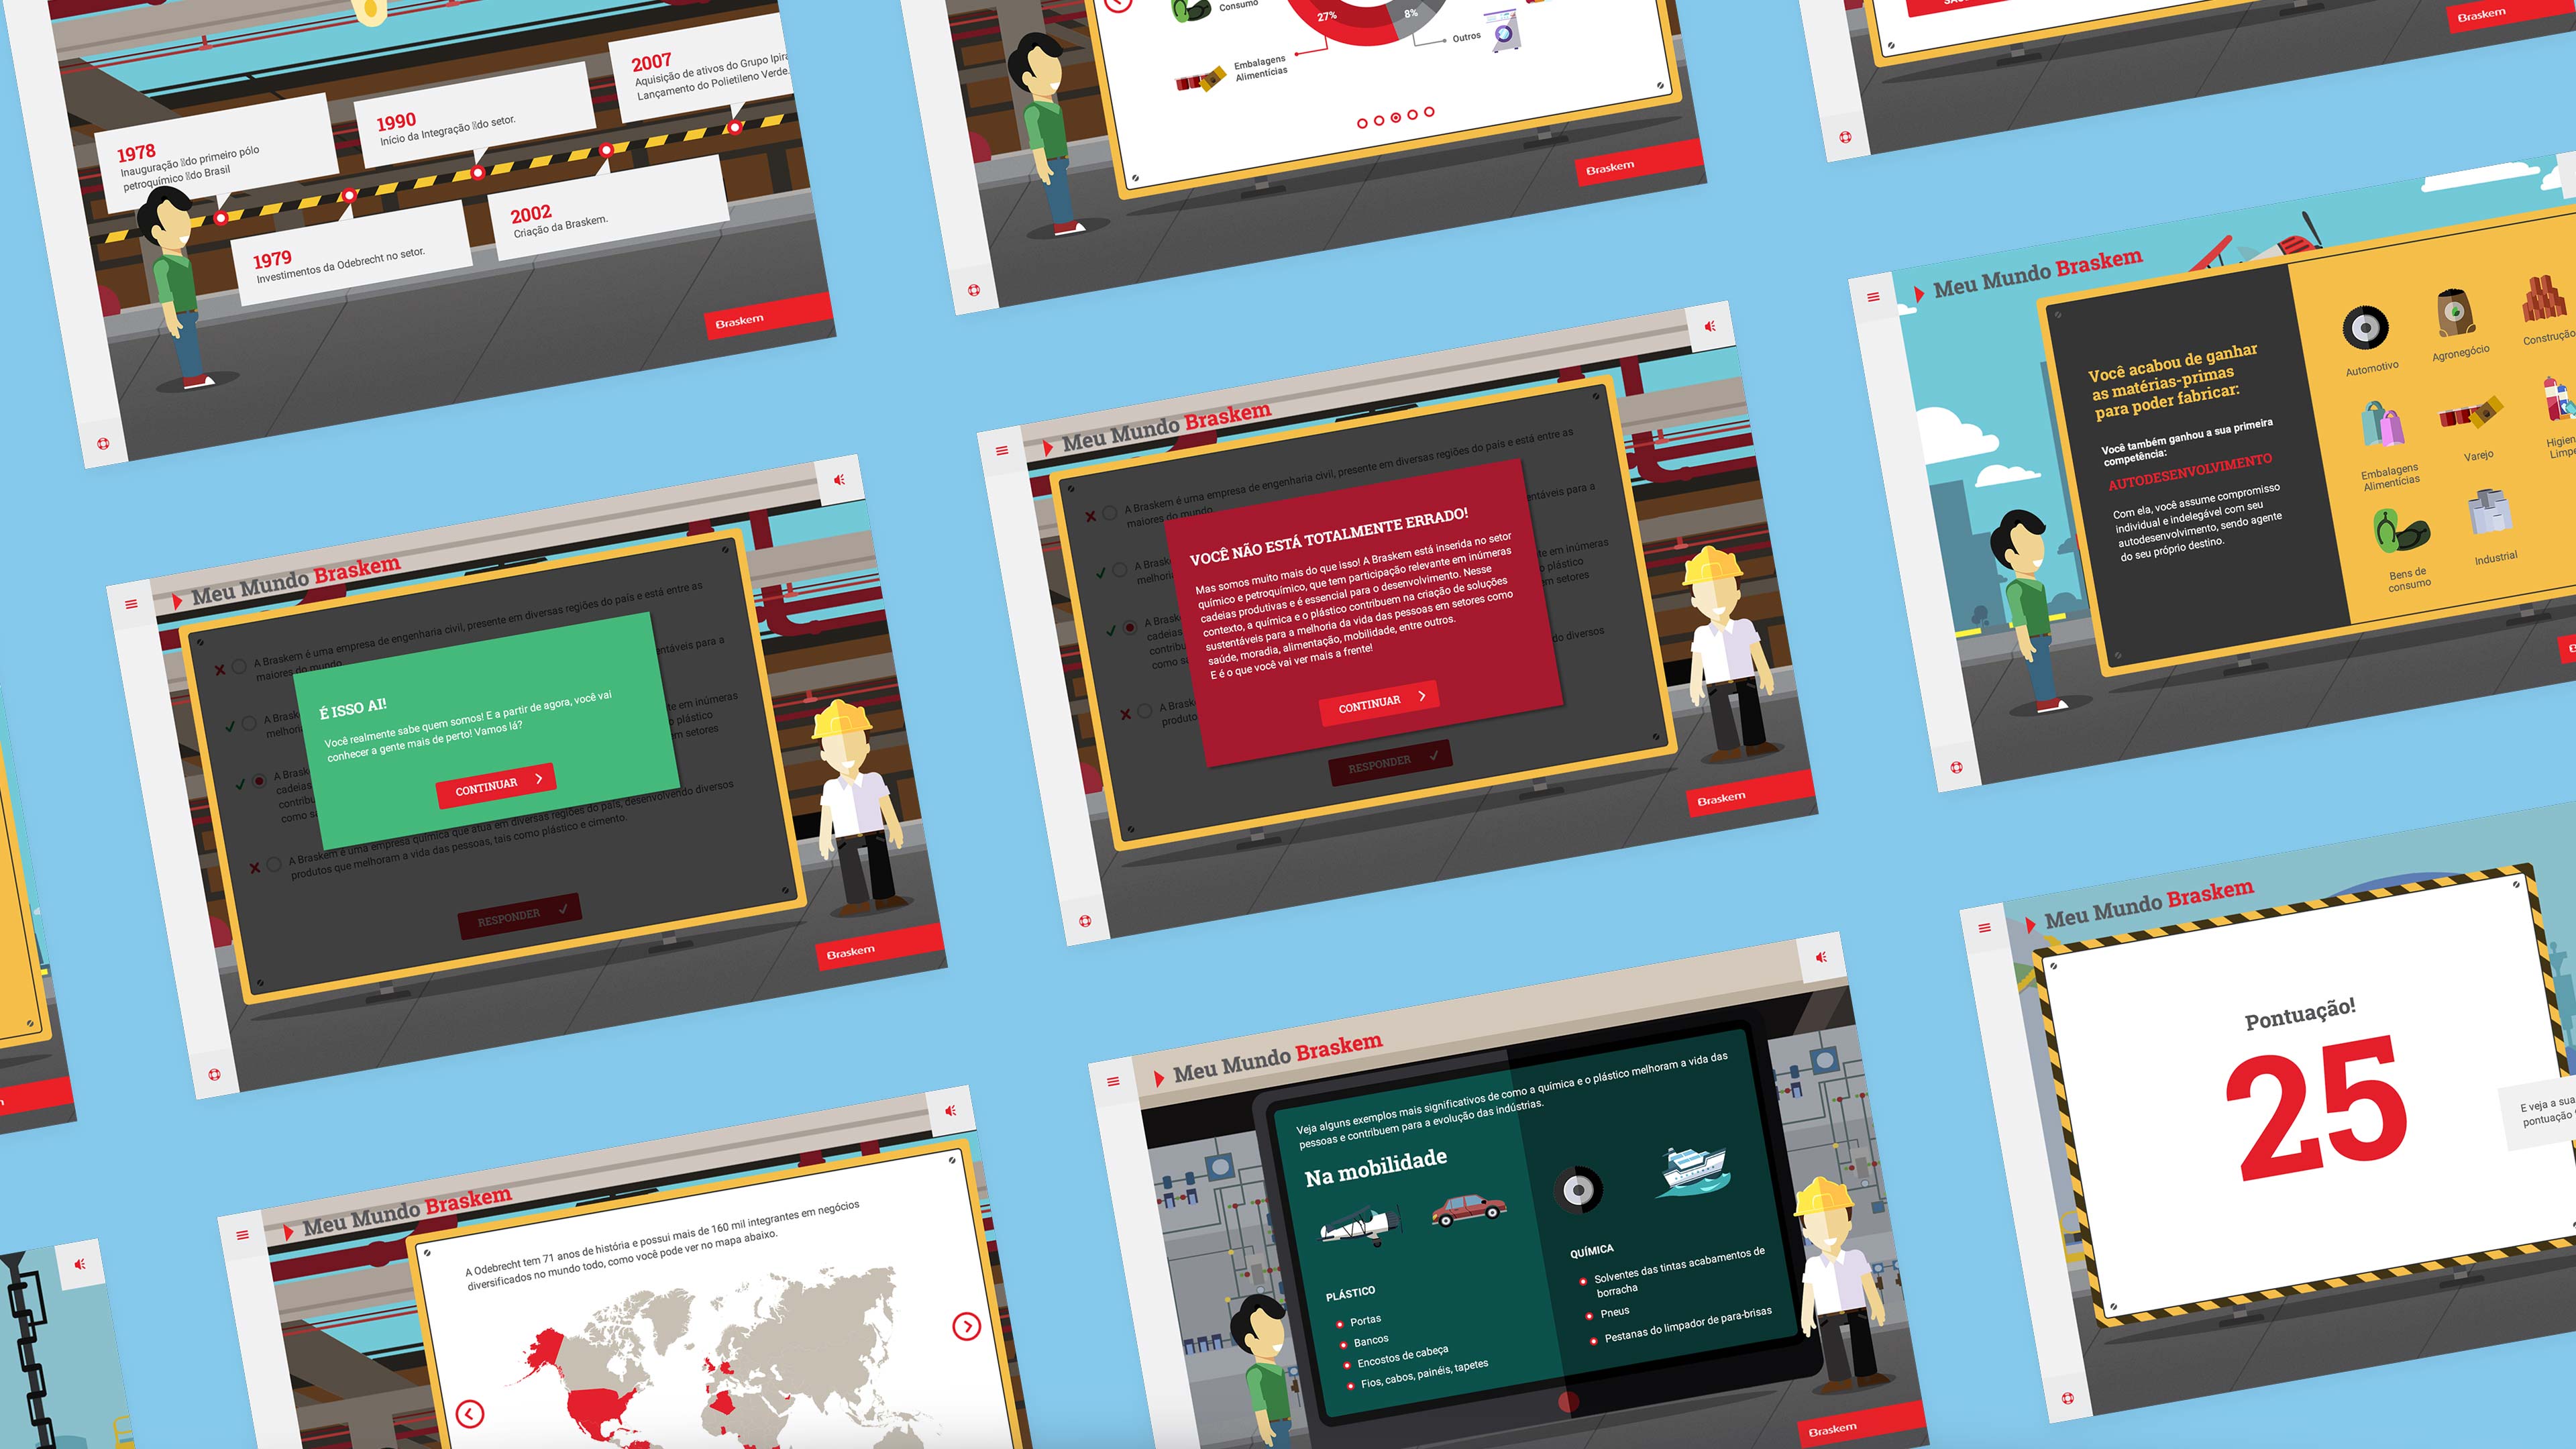 1978
Inauguração do primeiro pólo
petroquímico do Brasil
1990
Início da Integração do setor.
2007
Aquisição de ativos do Grupo
Lançamento do Polietileno Verde.
1979
Investimentos da Odebrecht no setor.
2002
Criação da Braskem.
Braskem
Consumo
27%
8%
Outros
Embalagens
Alimentícias
Braskem
Braskem
Meu Mundo Braskem
Você acabou de ganhar
as matérias-primas
para poder fabricar:
Você também ganhou a sua primeira
competência:
AUTODESENVOLVIMENTO
Com ela, você assume compromisso
individual e indelegável com seu
autodesenvolvimento, sendo agente
do seu próprio destino.
Automotivo
Agronegócio
Construção
Embalagens
Alimentícias
Varejo
Bens de
consumo
Industrial
Meu Mundo Braskem
A Braskem é uma empresa de engenharia civil, presente em diversas regiões do país e está entre as
maiores do mundo.
VOCÊ NÃO ESTÁ TOTALMENTE ERRADO!
Mas somos muito mais do que isso! A Braskem está inserida no setor
químico e petroquímico, que tem participação relevante em inúmeras
cadeias produtivas e é essencial para o desenvolvimento. Nesse
contexto, a química e o plástico contribuem na criação de soluções
sustentáveis para a melhoria da vida das pessoas em setores como
saúde, moradia, alimentação, mobilidade, entre outros.
E é o que você vai ver mais a frente!
CONTINUAR
RESPONDER
Braskem
Meu Mundo Braskem
A Braskem é uma empresa de engenharia civil, presente em diversas regiões do país e está entre as
maiores do mundo.
É ISSO AI!
Você realmente sabe quem somos! E a partir de agora, você vai
conhecer a gente mais de perto! Vamos lá?
CONTINUAR
A Braskem é uma empresa química que atua em diversas regiões do país, desenvolvendo diversos
produtos que melhoram a vida das pessoas, tais como plástico e cimento.
RESPONDER
Braskem
Meu Mundo Braskem
Pontuação!
25
E veja a sua
pontuação
Meu Mundo Braskem
Veja alguns exemplos mais significativos de como a química e o plástico melhoram a vida das
pessoas e contribuem para a evolução das indústrias.
Na mobilidade
PLÁSTICO
Portas
Bancos
Encostos de cabeça
Fios, cabos, painéis, tapetes
QUÍMICA
Solventes das tintas acabamentos de
borracha
Pneus
Pestanas do limpador de para-brisas
Braskem
Meu Mundo Braskem
A Odebrecht tem 71 anos de história e possui mais de 160 mil integrantes em negócios
diversificados no mundo todo, como você pode ver no mapa abaixo.